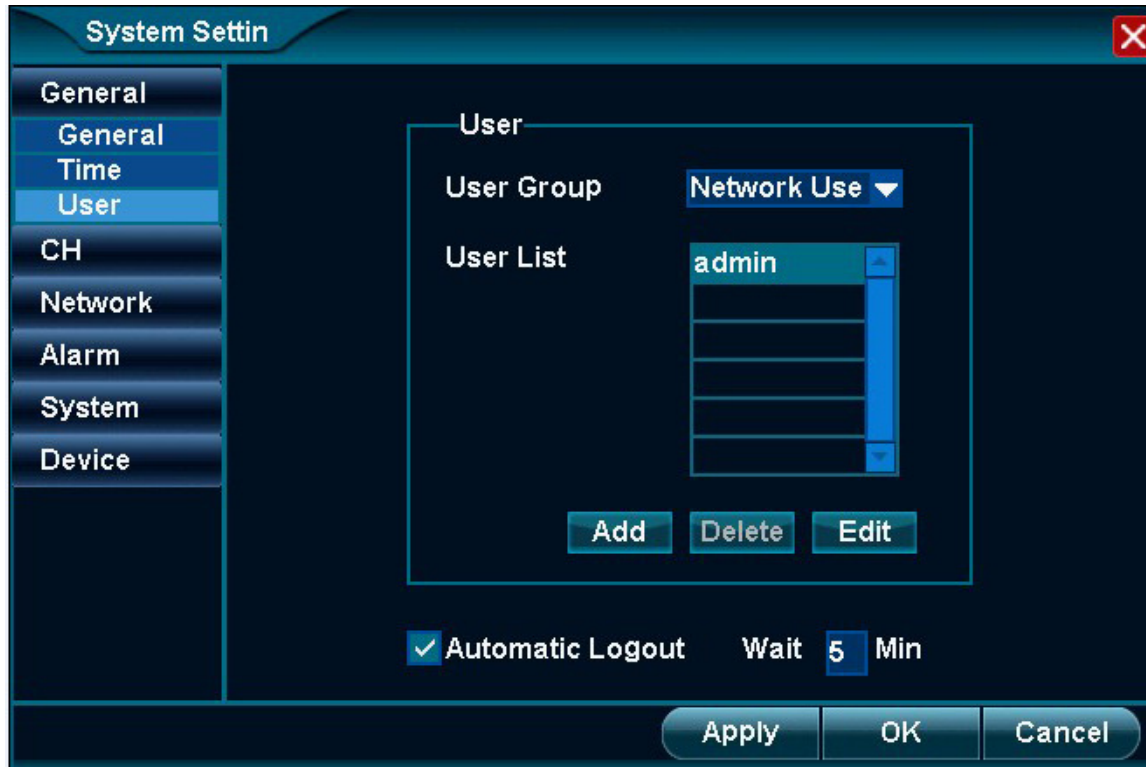 System Settin
General
General
Time
User
CH
Network
Alarm
System
Device
User
User Group Network Use
User List admin
Add Delete Edit
Automatic Logout Wait 5 Min
Apply OK Cancel